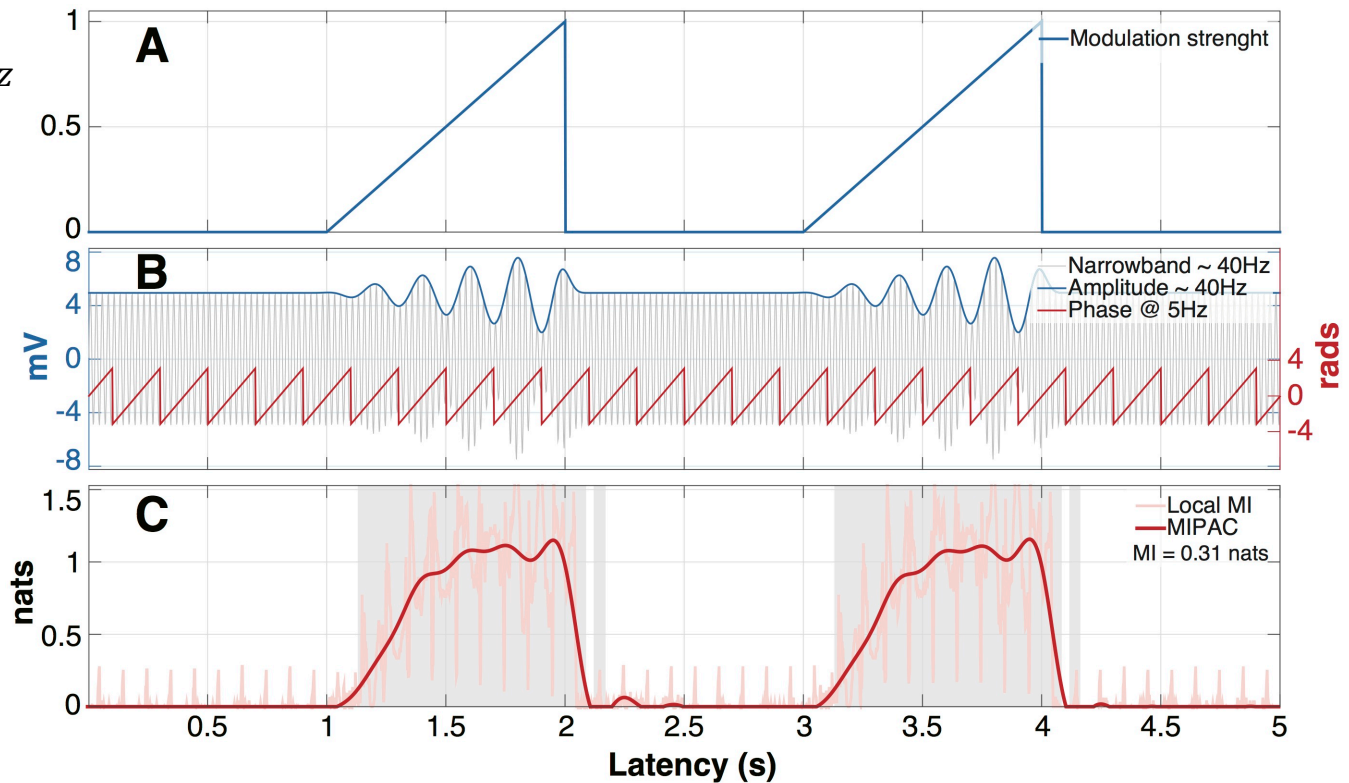 z
A
1
0.5
0
Modulation strenght
B
8
4
0
-4
-8
mV
4
0
-4
rads
Narrowband ~ 40Hz
Amplitude ~ 40Hz
Phase @ 5Hz
C
1.5
1
0.5
0
nats
Local MI
MIPAC
MI = 0.31 nats
0.5 1 1.5 2 2.5 3 3.5 4 4.5 5
Latency (s)